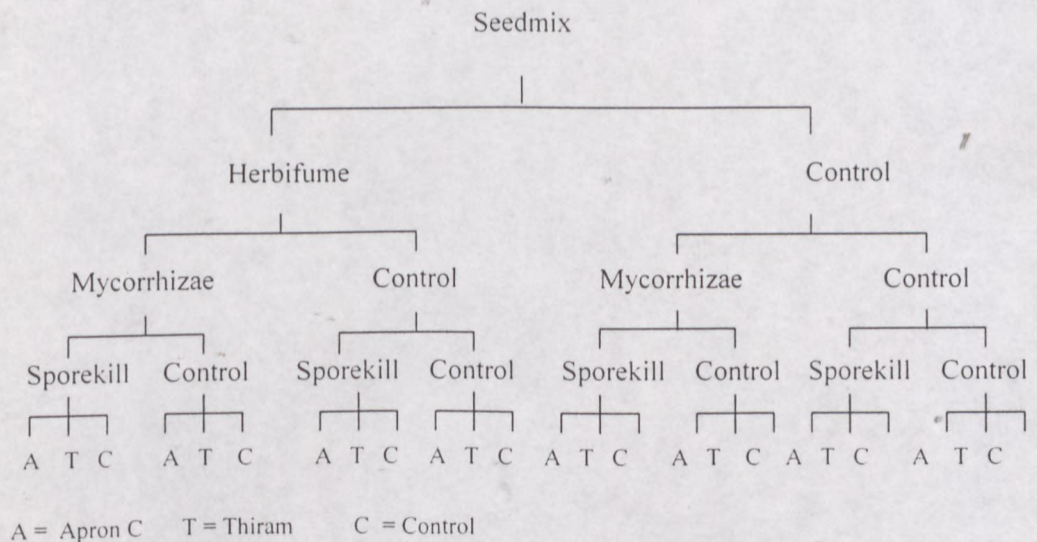 Seedmix
Herbifume Control
Mycorrhizae Control Mycorrhizae Control
Sporekill Control Sporekill Control Sporekill Control Sporekill Control
A T C A T C A T C A T C A T C A T C A T C A T C
A = Apron C T = Thiram C = Control